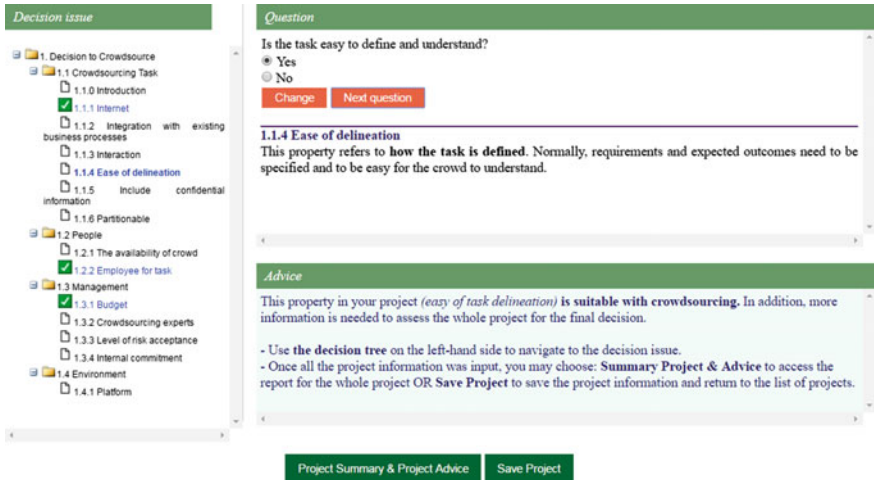 Decision issue
1. Decision to Crowdsource
1.1 Crowdsourcing Task
1.1.0 Introduction
1.1.1 Internet
1.1.2 Integration with existing
business processes
1.1.3 Interaction
1.1.4 Ease of delineation
1.1.5 Include confidential
information
1.1.6 Partitionable
1.2 People
1.2.1 The availability of crowd
1.2.2 Employee for task
1.3 Management
1.3.1 Budget
1.3.2 Crowdsourcing experts
1.3.3 Level of risk acceptance
1.3.4 Internal commitment
1.4 Environment
1.4.1 Platform
Question
Is the task easy to define and understand?
Yes
No
Change Next question
1.1.4 Ease of delineation
This property refers to how the task is defined. Normally, requirements and expected outcomes need to be
specified and to be easy for the crowd to understand.
Advice
This property in your project (easy of task delineation) is suitable with crowdsourcing. In addition, more
information is needed to assess the whole project for the final decision.
- Use the decision tree on the left-hand side to navigate to the decision issue.
- Once all the project information was input, you may choose: Summary Project & Advice to access the
report for the whole project OR Save Project to save the project information and return to the list of projects.
Project Summary & Project Advice Save Project